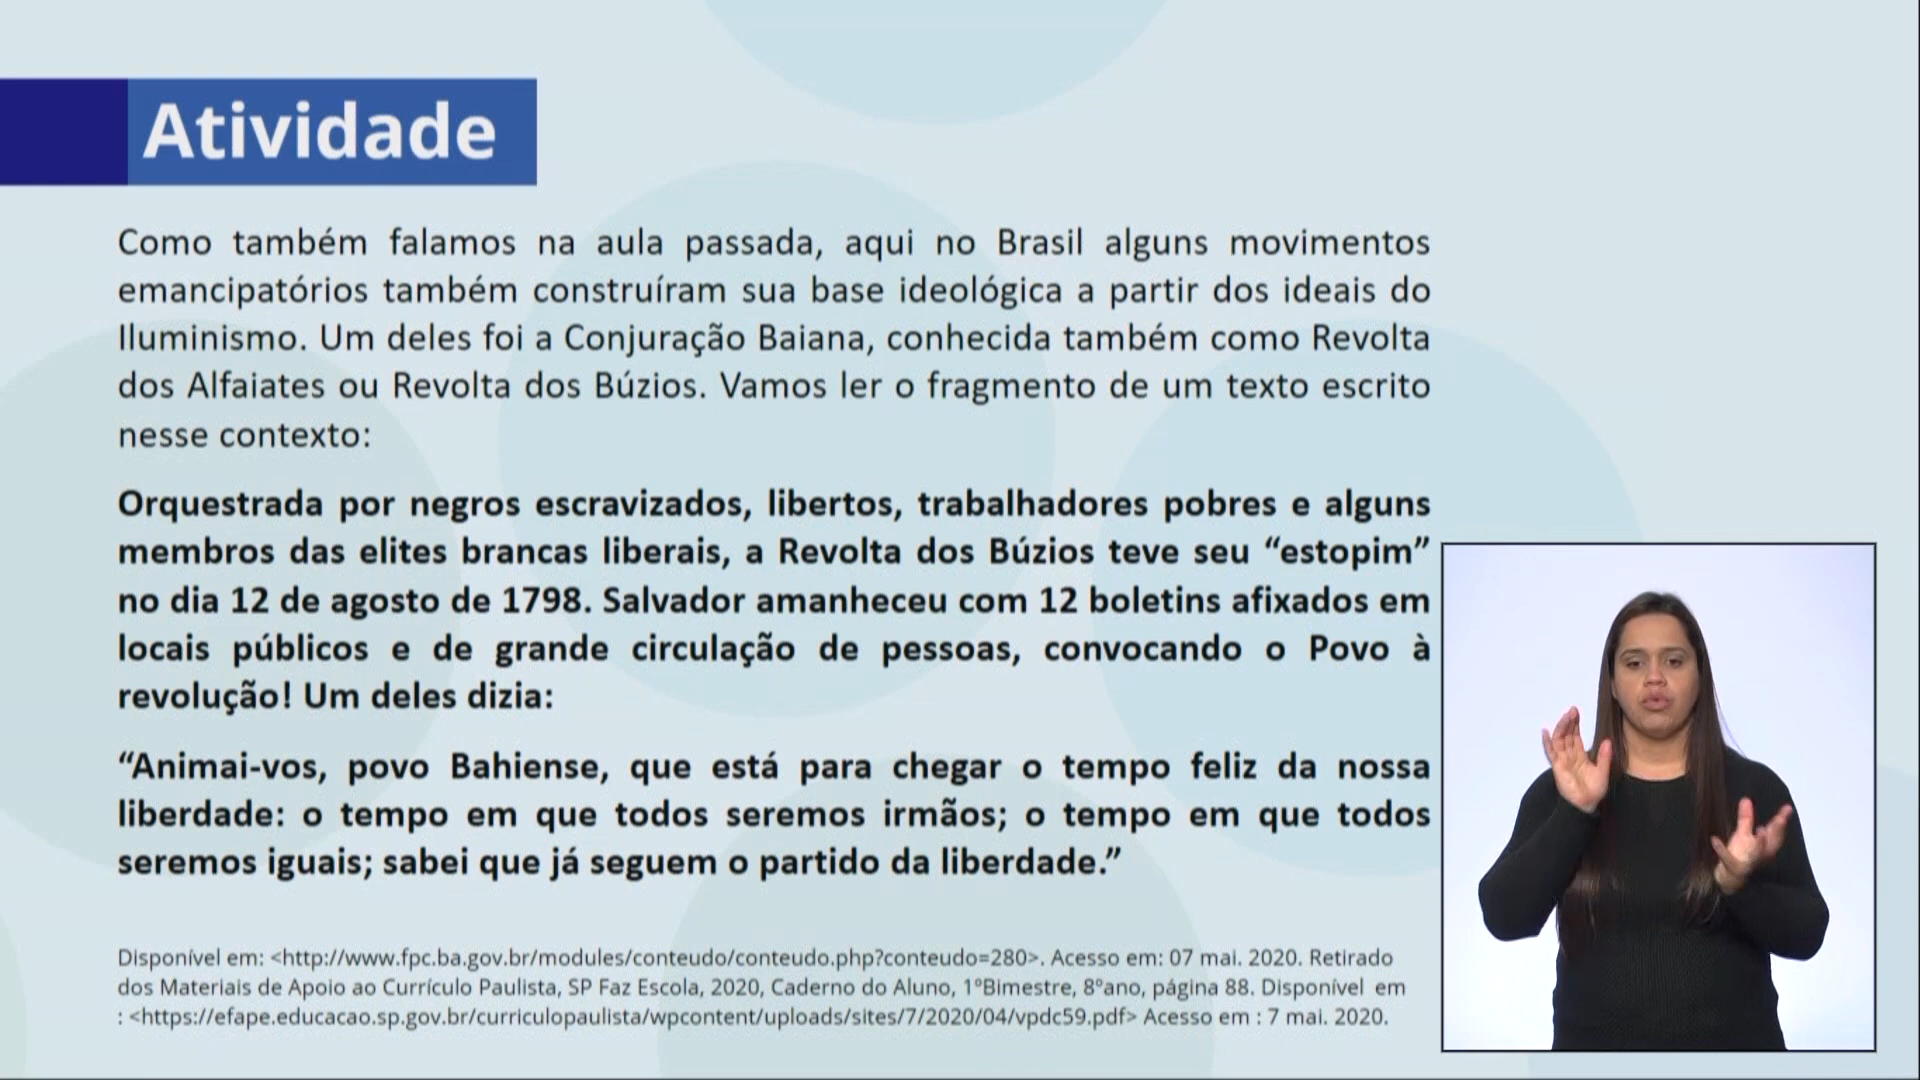 Atividade
Como também falamos na aula passada, aqui no Brasil alguns movimentos
emancipatórios também construíram sua base ideológica a partir dos ideais do
Iluminismo. Um deles foi a Conjuração Baiana, conhecida também como Revolta
dos Alfaiates ou Revolta dos Búzios. Vamos ler o fragmento de um texto escrito
nesse contexto:
Orquestrada por negros escravizados, libertos, trabalhadores pobres e alguns
membros das elites brancas liberais, a Revolta dos Búzios teve seu “estopim”
no dia 12 de agosto de 1798. Salvador amanheceu com 12 boletins afixados em
locais públicos e de grande circulação de pessoas, convocando o Povo à
revolução! Um deles dizia:
“Animai-vos, povo Bahiense, que está para chegar o tempo feliz da nossa
liberdade: o tempo em que todos seremos irmãos; o tempo em que todos
seremos iguais; sabei que já seguem o partido da liberdade.”
Disponível em: <http://www.fpc.ba.gov.br/modules/conteudo/conteudo.php?conteudo=280>. Acesso em: 07 mai. 2020. Retirado
dos Materiais de Apoio ao Currículo Paulista, SP Faz Escola, 2020, Caderno do Aluno, 1ºBimestre, 8ºano, página 88. Disponível em
: <https://efape.educacao.sp.gov.br/curriculopaulista/wpcontent/uploads/sites/7/2020/04/vpdc59.pdf> Acesso em : 7 mai. 2020.